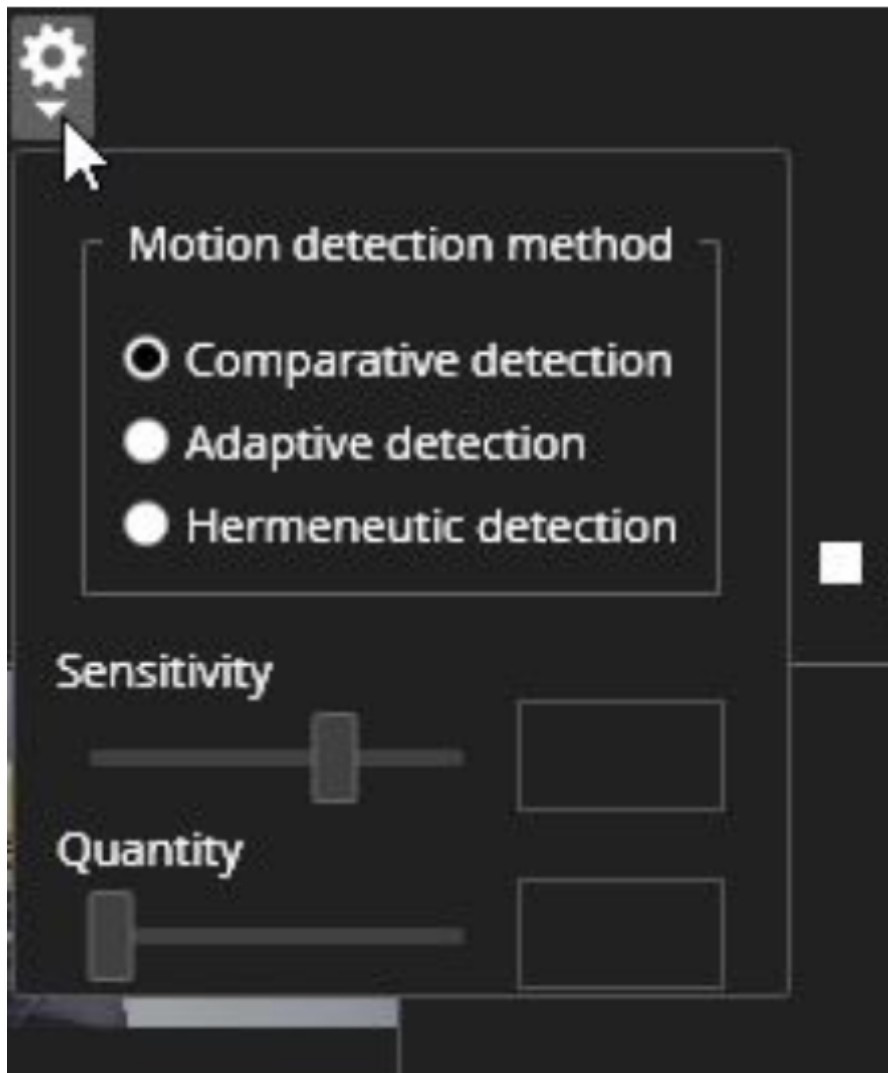 Motion detection method
Comparative detection
Adaptive detection
Hermeneutic detection
Sensitivity
Quantity